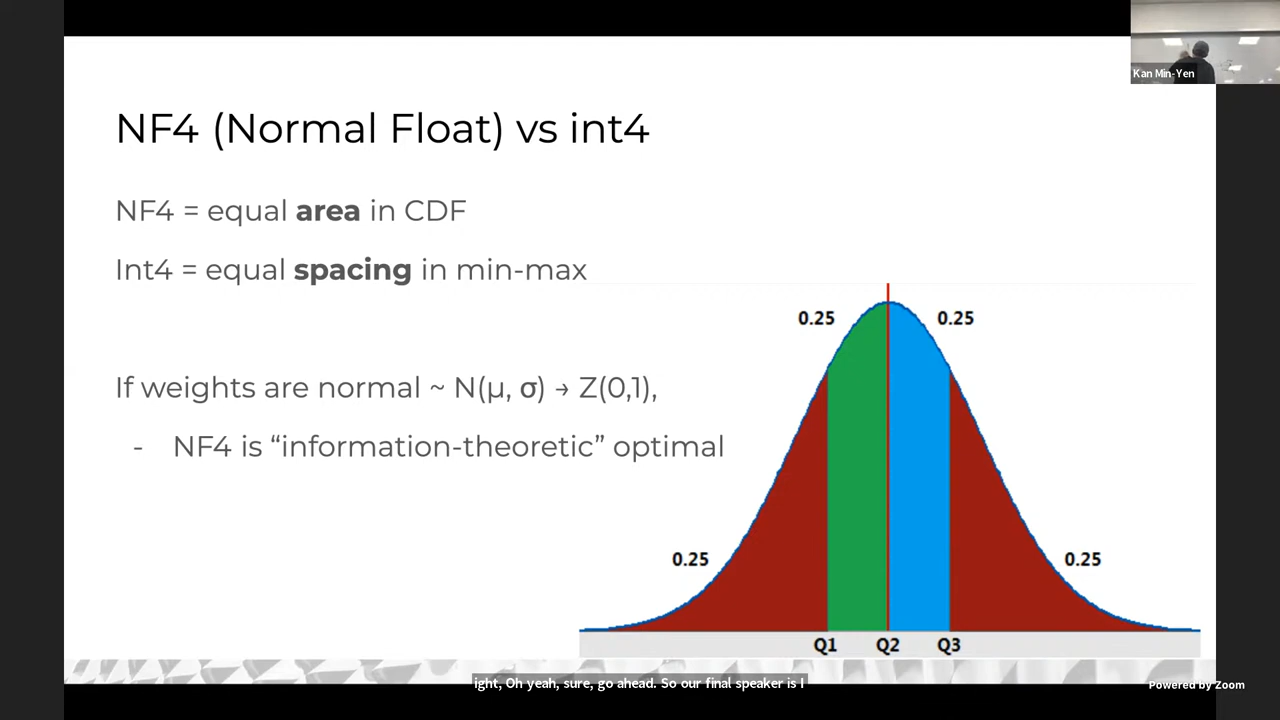 Kan Min-Yen
NF4 (Normal Float) vs int4
NF4 = equal area in CDF
Int4 = equal spacing in min-max
If weights are normal ~ N(μ, σ) → Z(0,1),
- NF4 is “information-theoretic” optimal
0.25 0.25
0.25 0.25
Q1 Q2 Q3
ight, Oh yeah, sure, go ahead. So our final speaker is I
Powered by Zoom